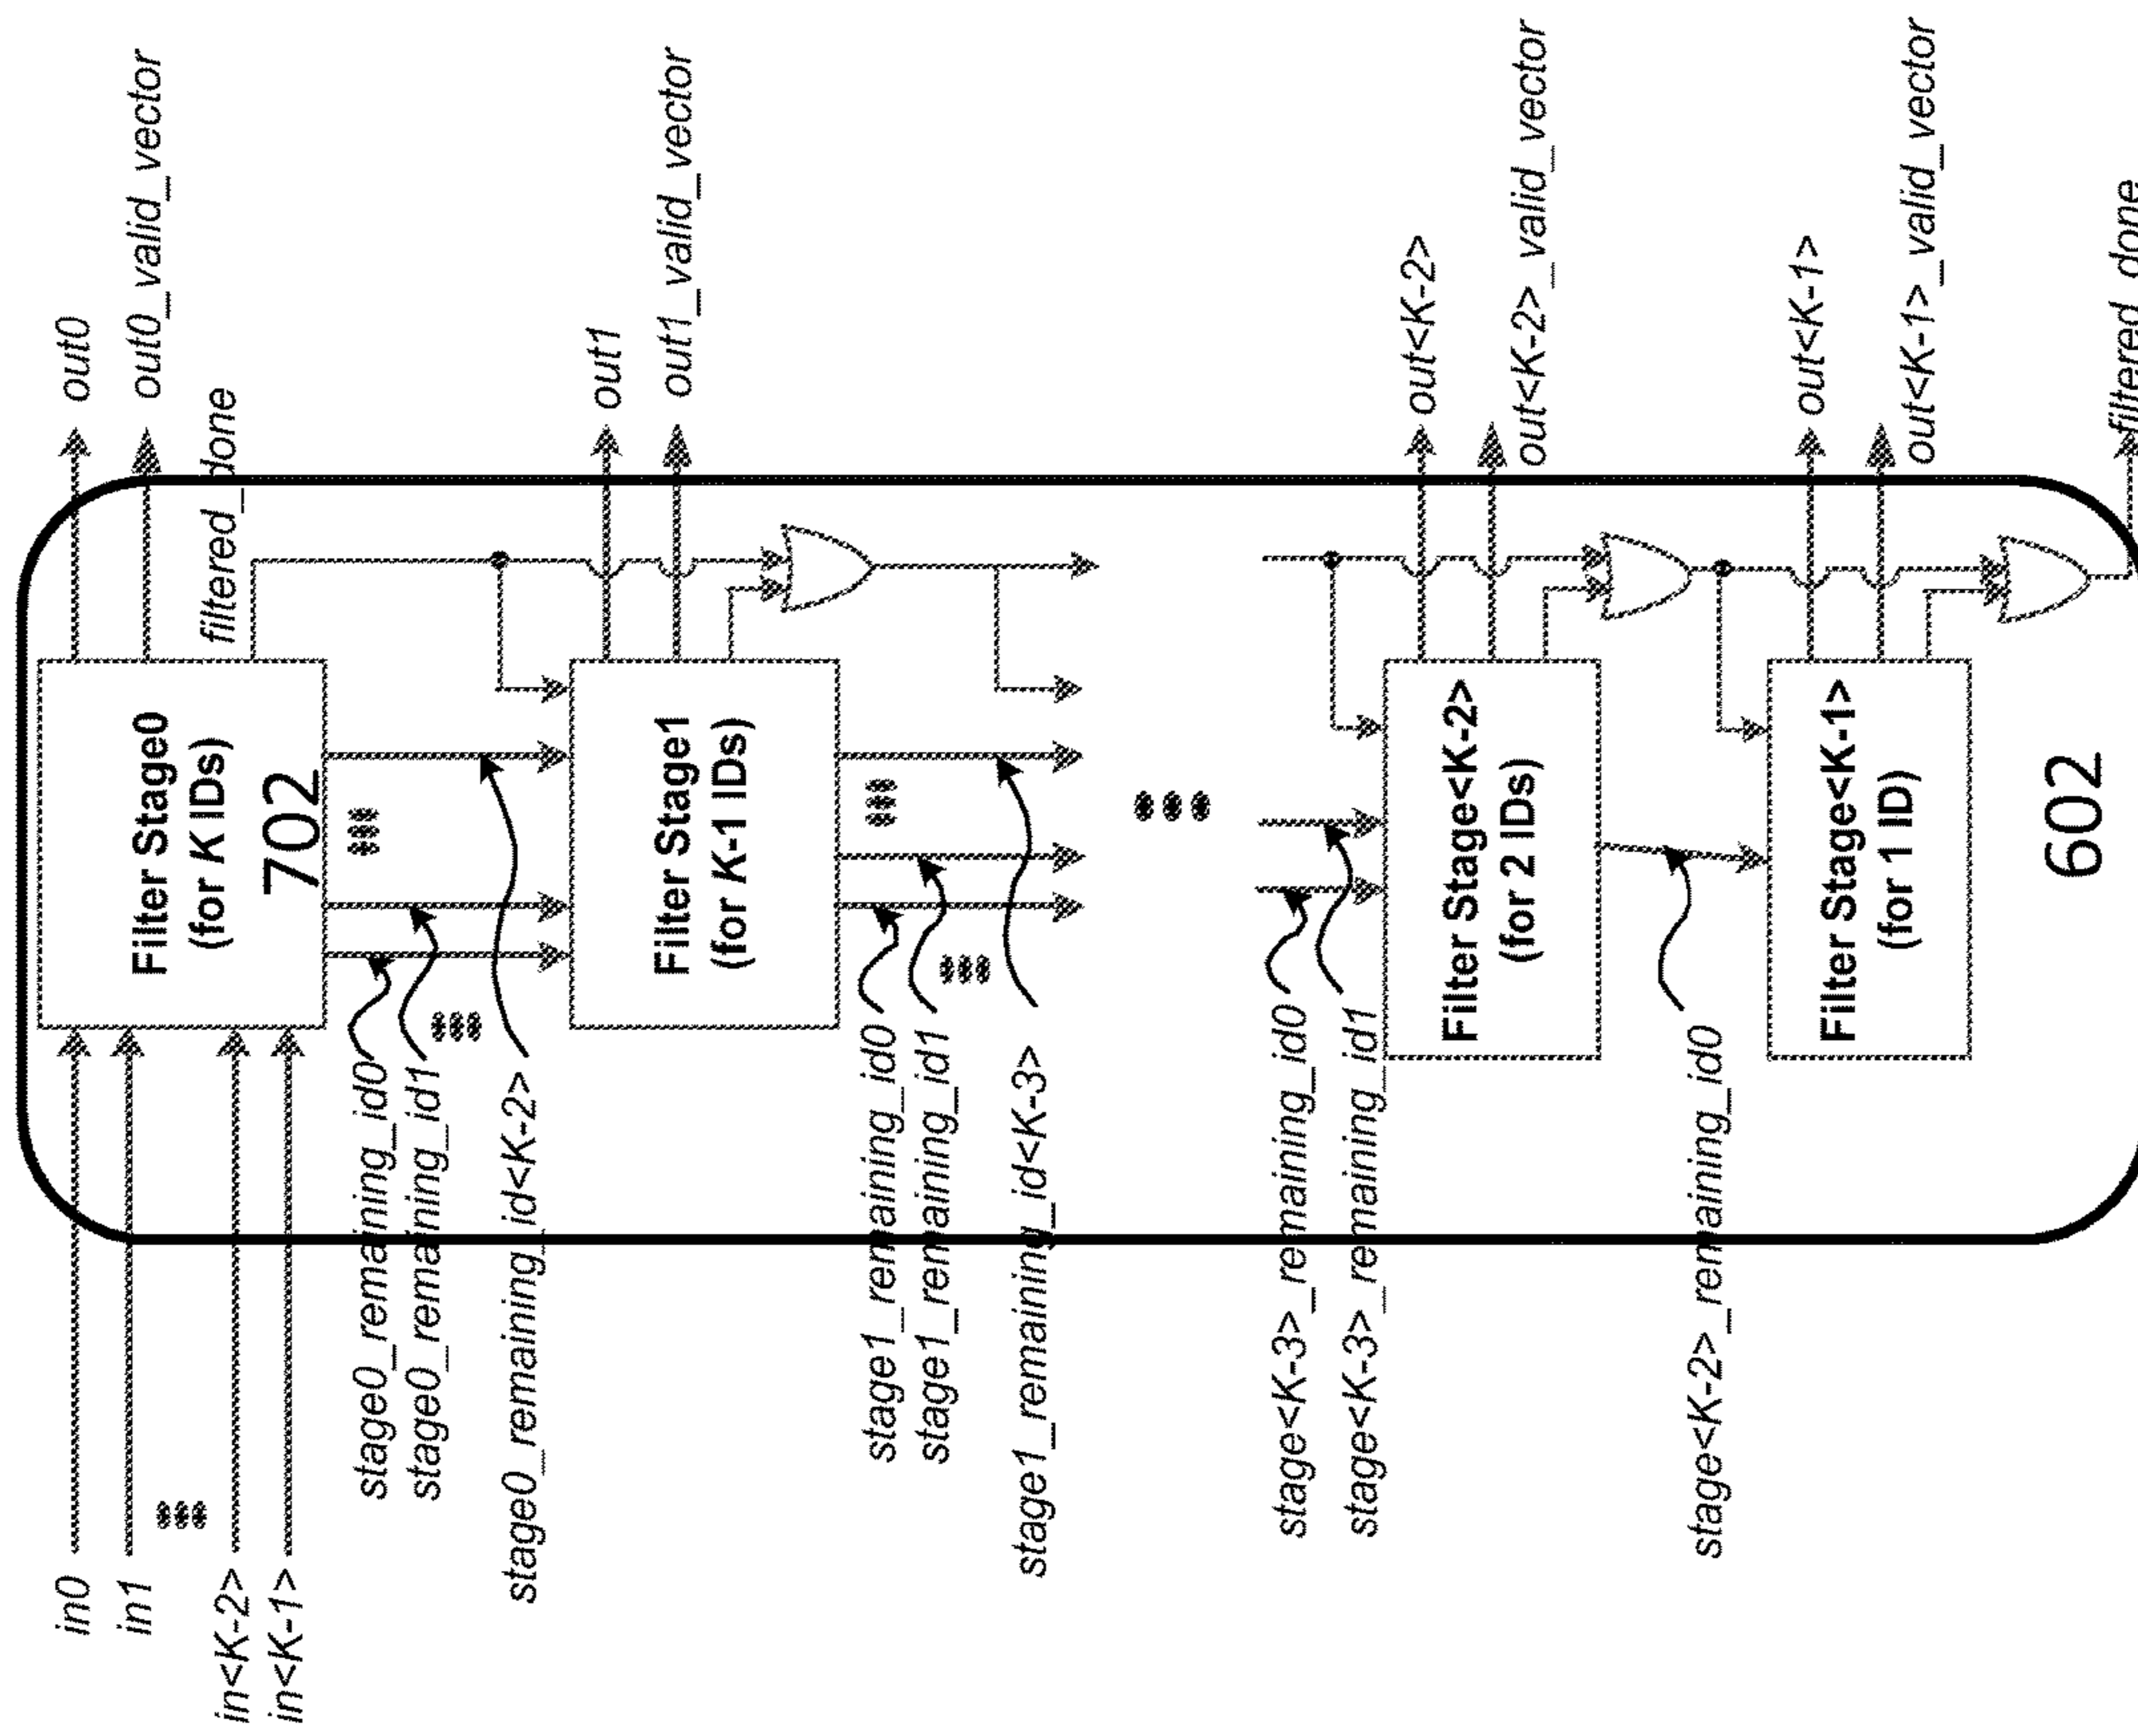 in0
in1
in<K-2>
in<K-1>
Filter Stage0
(for K IDs)
702
out0
out0_valid_vector
filtered_done
stage0_remaining_id0
stage0_remaining_id1
stage0_remaining_id<K-2>
Filter Stage1
(for K-1 IDs)
out1
out1_valid_vector
stage1_remaining_id0
stage1_remaining_id1
stage1_remaining_id<K-3>
stage<K-3>_remaining_id0
stage<K-3>_remaining_id1
Filter Stage<K-2>
(for 2 IDs)
out<K-2>
out<K-2>_valid_vector
stage<K-2>_remaining_id0
Filter Stage<K-1>
(for 1 ID)
out<K-1>
out<K-1>_valid_vector
602
filtered_done